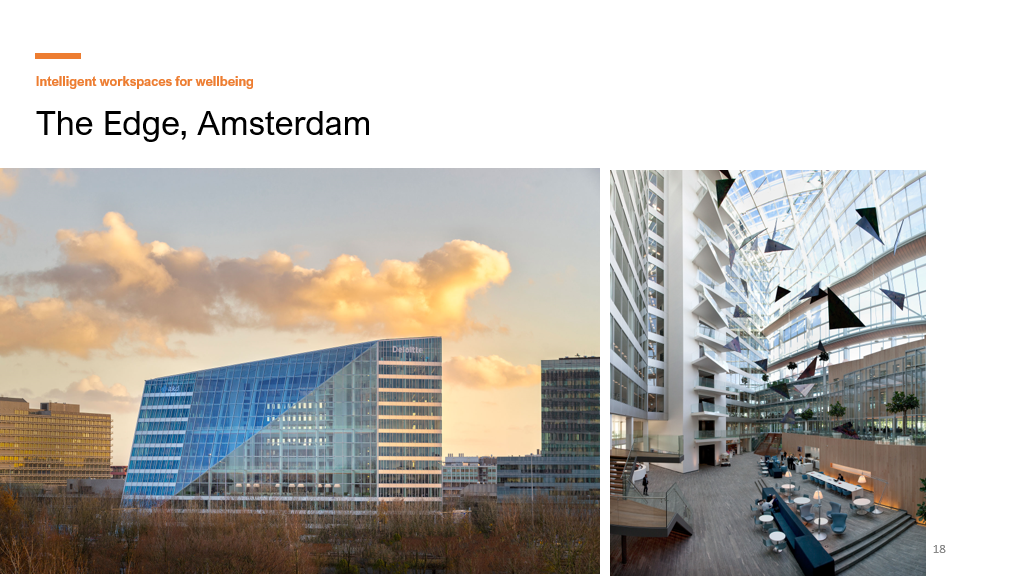 Intelligent workspaces for wellbeing
The Edge, Amsterdam
Deloitte
18